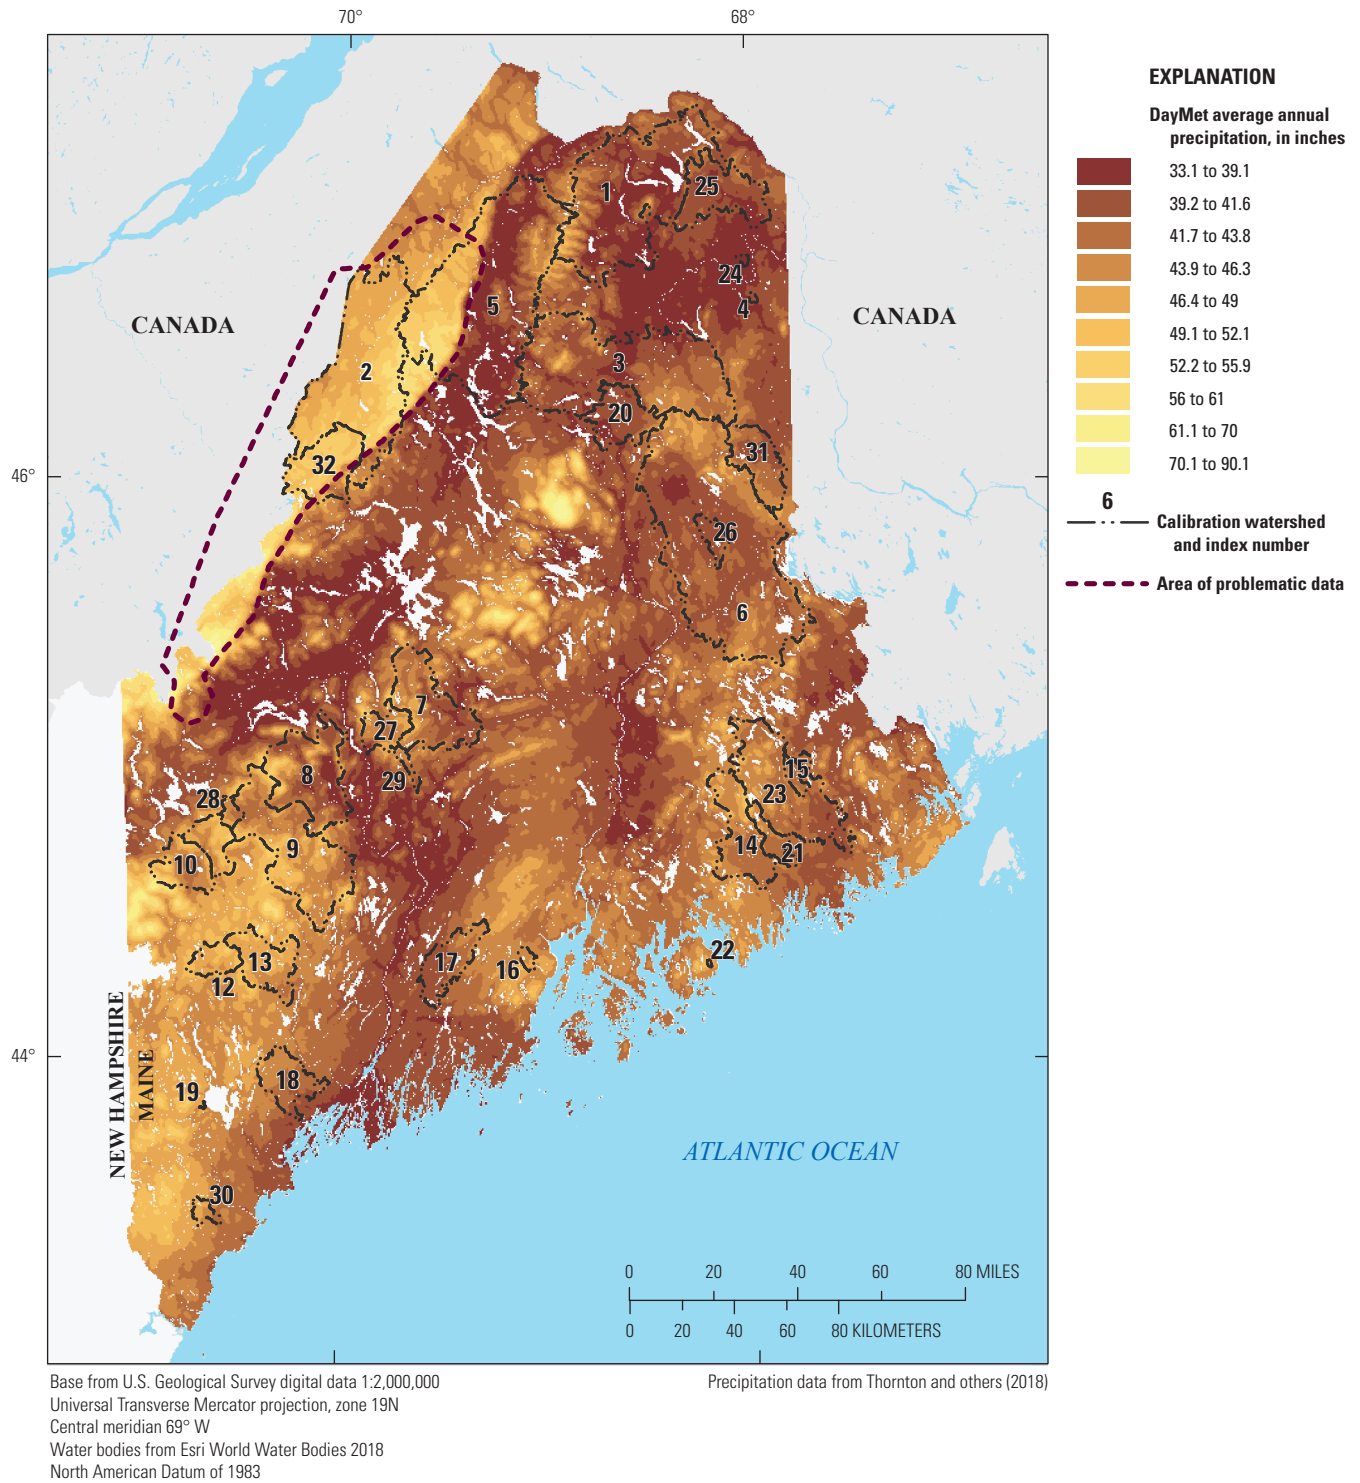 70°
68°
EXPLANATION
DayMet average annual
precipitation, in inches
33.1 to 39.1
39.2 to 41.6
41.7 to 43.8
43.9 to 46.3
46.4 to 49
49.1 to 52.1
52.2 to 55.9
56 to 61
61.1 to 70
70.1 to 90.1
6
Calibration watershed
and index number
Area of problematic data
1
25
24
4
5
CANADA
CANADA
2
3
20
31
32
46°
26
6
7
27
8
29
15
28
23
9
14
21
10
22
13
17
16
12
44°
NEW HAMPSHIRE
MAINE
18
19
ATLANTIC OCEAN
30
0
20
40
60
80 MILES
0
20
40
60
80 KILOMETERS
Base from U.S. Geological Survey digital data 1:2,000,000
Universal Transverse Mercator projection, zone 19N
Central meridian 69° W
Water bodies from Esri World Water Bodies 2018
North American Datum of 1983
Precipitation data from Thornton and others (2018)